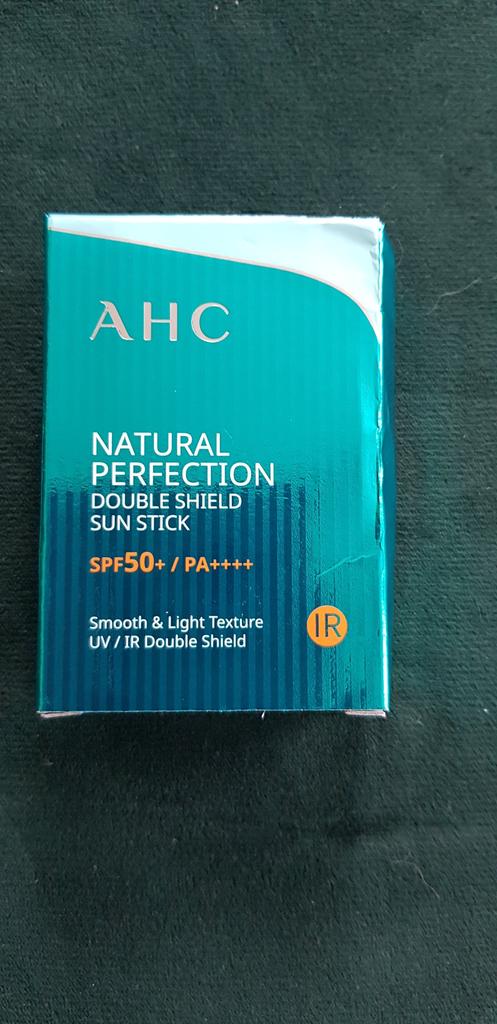 AHC
NATURAL
PERFECTION
DOUBLE SHIELD
SUN STICK
SPF50+ / PA++++
Smooth & Light Texture
UV / IR Double Shield
IR